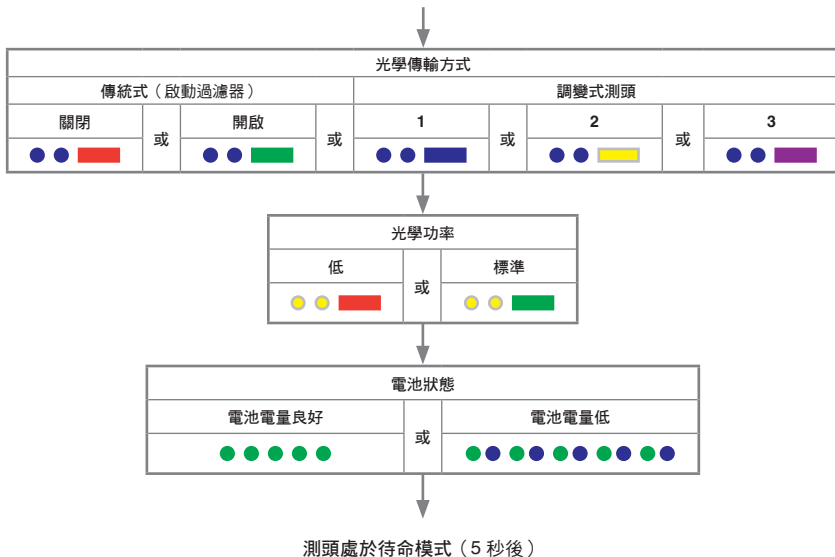 光學傳輸方式
傳統式（啟動過濾器） 調變式測頭
關閉 或 開啟 或 1 或 2 或 3
光學功率
低 或 標準
電池狀態
電池電量良好 或 電池電量低
測頭處於待命模式（5 秒後）